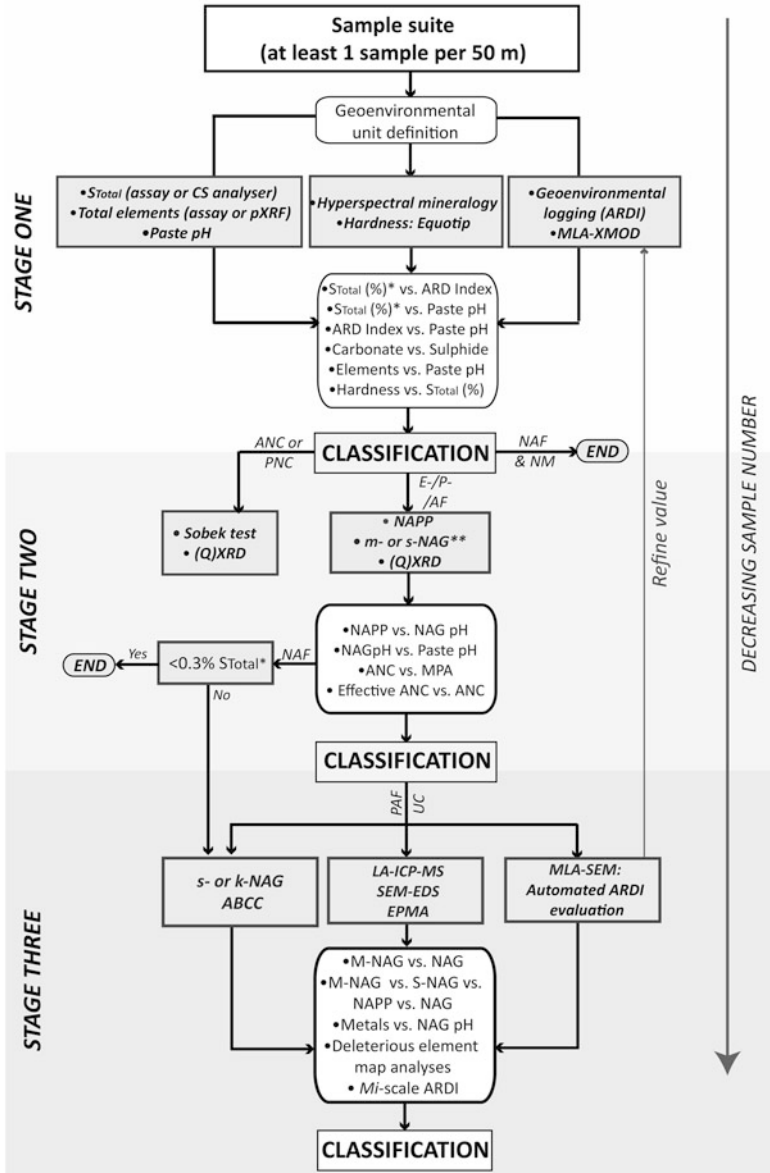 Sample suite
(at least 1 sample per 50 m)
Geoenvironmental
unit definition
STAGE ONE
•STotal (assay or CS analyser)
•Total elements (assay or pXRF)
•Paste pH
•Hyperspectral mineralogy
•Hardness: Equotip
•Geoenvironmental
logging (ARDI)
•MLA-XMOD
•STotal (%)* vs. ARD Index
•STotal (%)* vs. Paste pH
•ARD Index vs. Paste pH
•Carbonate vs. Sulphide
•Elements vs. Paste pH
•Hardness vs. STotal (%)
ANC or
PNC
CLASSIFICATION
NAF
& NM
END
E-/P-
/AF
STAGE TWO
• Sobek test
• (Q)XRD
• NAPP
• m- or s-NAG**
• (Q)XRD
Refine value
DECREASING SAMPLE NUMBER
•NAPP vs. NAG pH
•NAGpH vs. Paste pH
•ANC vs. MPA
• Effective ANC vs. ANC
END
Yes
<0.3% STotal*
NAF
No
CLASSIFICATION
PAF
UC
STAGE THREE
s- or k-NAG
ABCC
LA-ICP-MS
SEM-EDS
EPMA
MLA-SEM:
Automated ARDI
evaluation
•M-NAG vs. NAG
•M-NAG vs. S-NAG vs.
NAPP vs. NAG
•Metals vs. NAG pH
•Deleterious element
map analyses
• Mi-scale ARDI
CLASSIFICATION